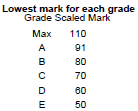 Lowest mark for each grade
Grade Scaled Mark
Max 110
A 91
B 80
C 70
D 60
E 50